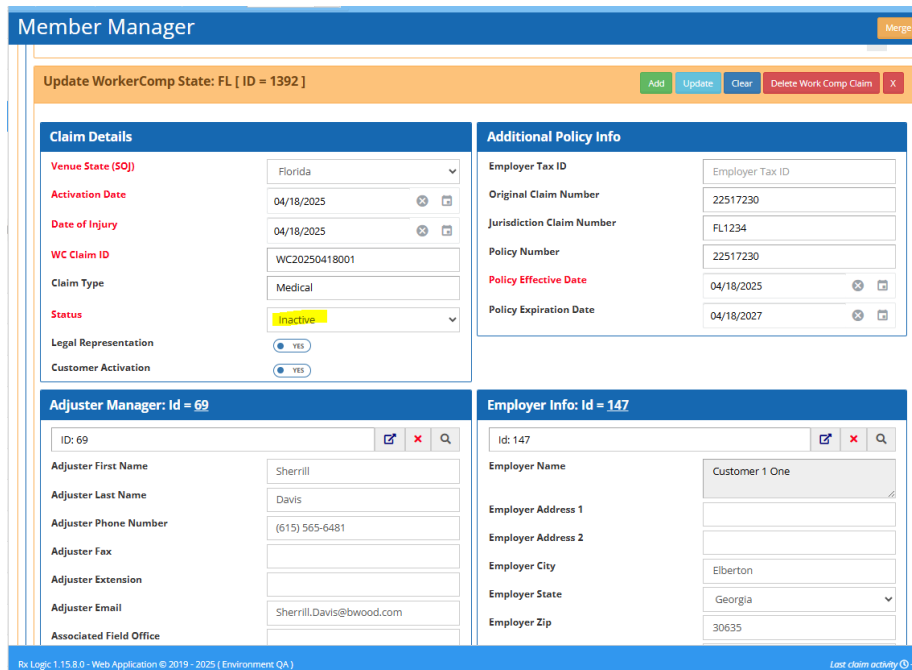 Member Manager
Merge
Update WorkerComp State: FL [ ID = 1392 ]
Add Update Clear Delete Work Comp Claim X
Claim Details
Venue State (SOJ) Florida
Activation Date 04/18/2025
Date of Injury 04/18/2025
WC Claim ID WC20250418001
Claim Type Medical
Status Inactive
Legal Representation YES
Customer Activation YES
Additional Policy Info
Employer Tax ID Employer Tax ID
Original Claim Number 22517230
Jurisdiction Claim Number FL1234
Policy Number 22517230
Policy Effective Date 04/18/2025
Policy Expiration Date 04/18/2027
Adjuster Manager: Id = 69
ID: 69
Adjuster First Name Sherrill
Adjuster Last Name Davis
Adjuster Phone Number (615) 565-6481
Adjuster Fax
Adjuster Extension
Adjuster Email Sherrill.Davis@bwood.com
Associated Field Office
Employer Info: Id = 147
Id: 147
Employer Name Customer 1 One
Employer Address 1
Employer Address 2
Employer City Elberton
Employer State Georgia
Employer Zip 30635
Rx Logic 1.15.8.0 - Web Application © 2019 - 2025 ( Environment QA )
Last claim activity